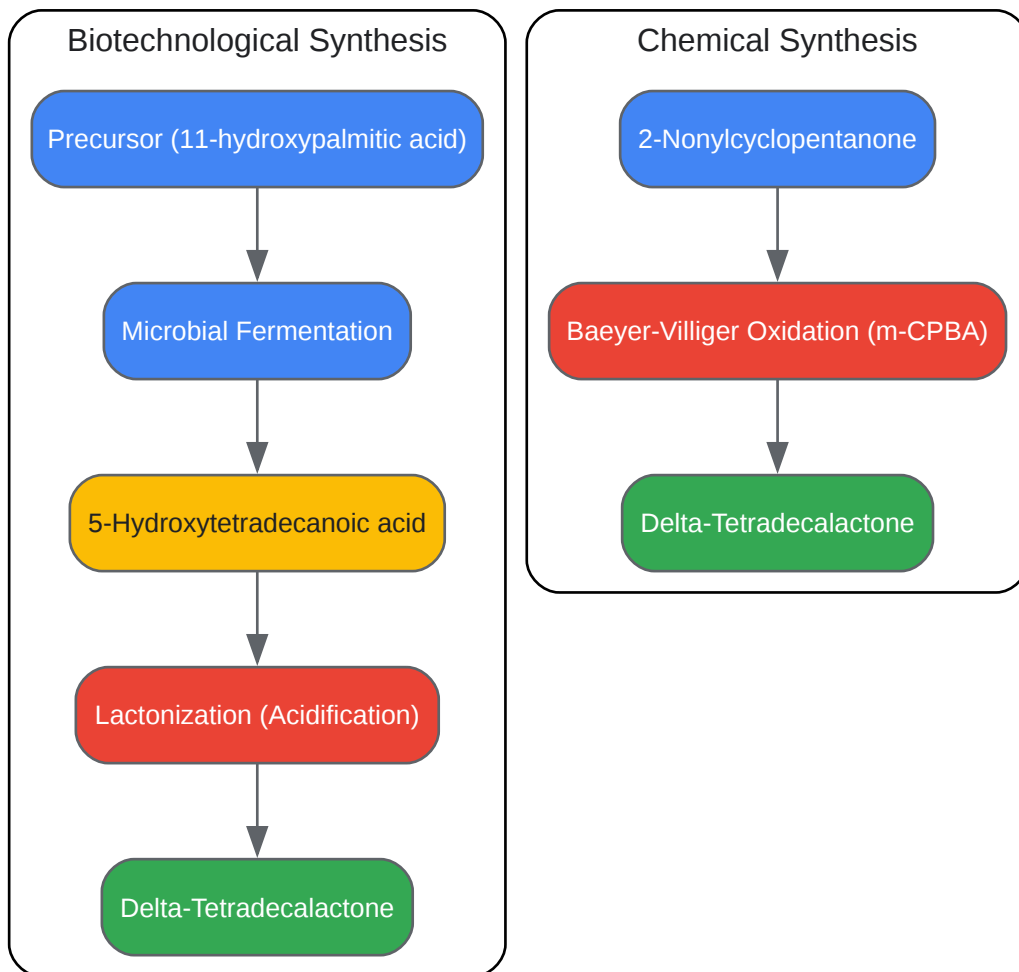 Biotechnological Synthesis
Precursor (11-hydroxypalmitic acid)
Microbial Fermentation
5-Hydroxytetradecanoic acid
Lactonization (Acidification)
Delta-Tetradecalactone
Chemical Synthesis
2-Nonylcyclopentanone
Baeyer-Villiger Oxidation (m-CPBA)
Delta-Tetradecalactone